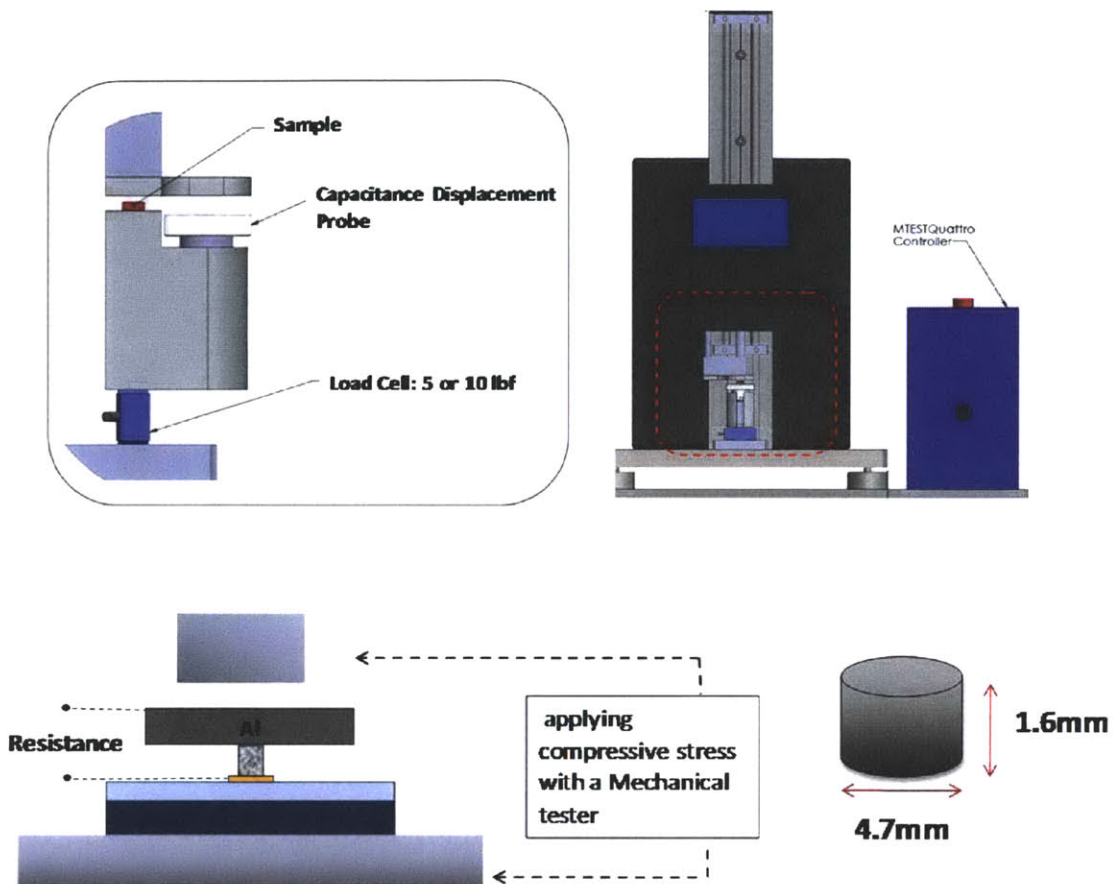 Sample
Capacitance Displacement
Probe
Load Cell: 5 or 10 lbf
MTESTQuattro
Controller
Al
Resistance
applying
compressive stress
with a Mechanical
tester
1.6mm
4.7mm